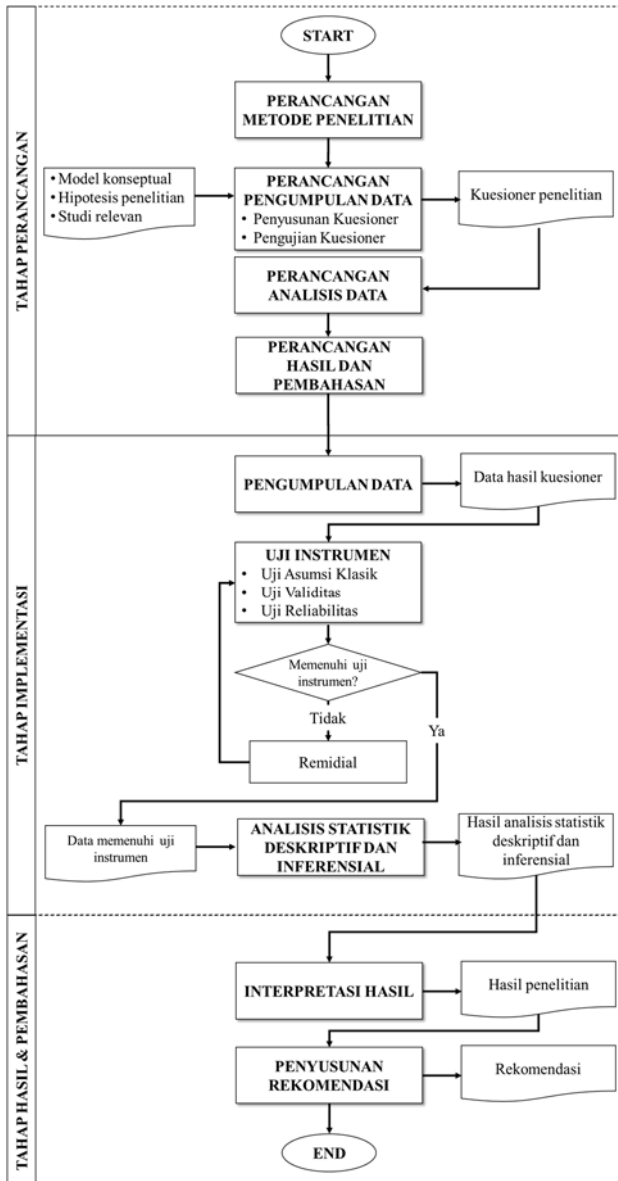 TAHAP PERANCANGAN
START
PERANCANGAN
METODE PENELITIAN
• Model konseptual
• Hipotesis penelitian
• Studi relevan
PERANCANGAN
PENGUMPULAN DATA
• Penyusunan Kuesioner
• Pengujian Kuesioner
Kuesioner penelitian
PERANCANGAN
ANALISIS DATA
PERANCANGAN
HASIL DAN
PEMBAHASAN
TAHAP IMPLEMENTASI
PENGUMPULAN DATA
Data hasil kuesioner
UJI INSTRUMEN
• Uji Asumsi Klasik
• Uji Validitas
• Uji Reliabilitas
Memenuhi uji
instrumen?
Tidak
Ya
Remidial
Data memenuhi uji
instrumen
ANALISIS STATISTIK
DESKRIPTIF DAN
INFERENSIAL
Hasil analisis statistik
deskriptif dan
inferensial
TAHAP HASIL & PEMBAHASAN
INTERPRETASI HASIL
Hasil penelitian
PENYUSUNAN
REKOMENDASI
Rekomendasi
END